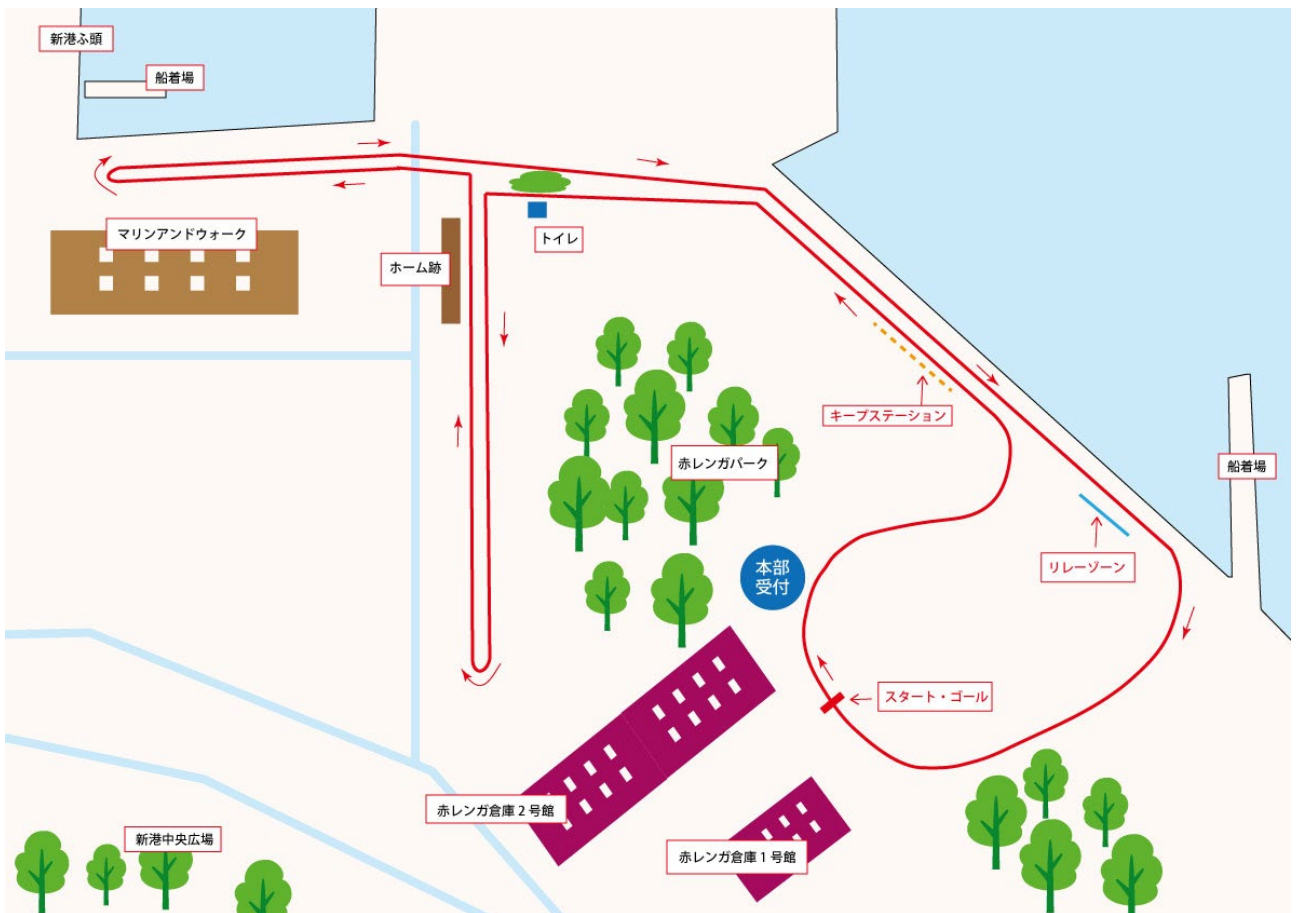 新港ふ頭
船着場
マリンアンドウォーク
ホーム跡
トイレ
キープステーション
赤レンガパーク
船着場
リレーゾーン
本部
受付
スタート・ゴール
赤レンガ倉庫2号館
新港中央広場
赤レンガ倉庫1号館